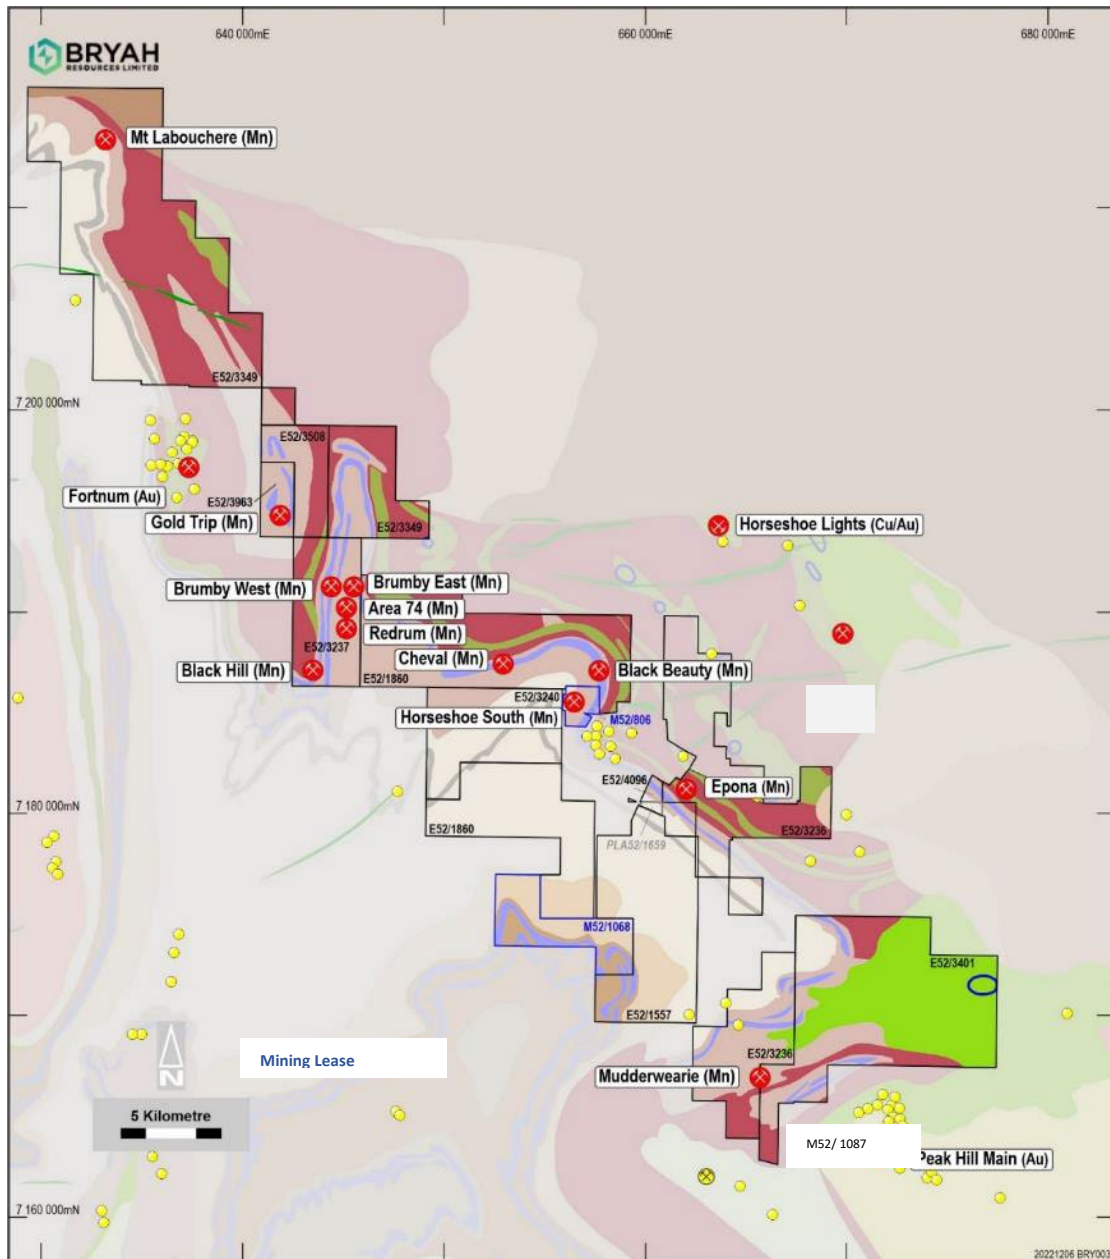 640 000mE
660 000mE
680 000mE
BRYAH
RESOURCES LIMITED
Mt Labouchere (Mn)
E52/3349
7 200 000mN
E52/3508
Fortnum (Au)
E52/3963
Gold Trip (Mn)
E52/3349
Horseshoe Lights (Cu/Au)
Brumby West (Mn)
Brumby East (Mn)
Area 74 (Mn)
Redrum (Mn)
E52/3237
Cheval (Mn)
Black Hill (Mn)
Black Beauty (Mn)
E52/1860
E52/3240
Horseshoe South (Mn)
M52/806
E52/4096
Epona (Mn)
7 180 000mN
E52/1860
E52/3236
PLA52/1659
M52/1068
E52/3401
E52/1557
E52/3236
Mining Lease
Mudderwearie (Mn)
N
5 Kilometre
M52/ 1087
Peak Hill Main (Au)
7 160 000mN
20221206 BRY003